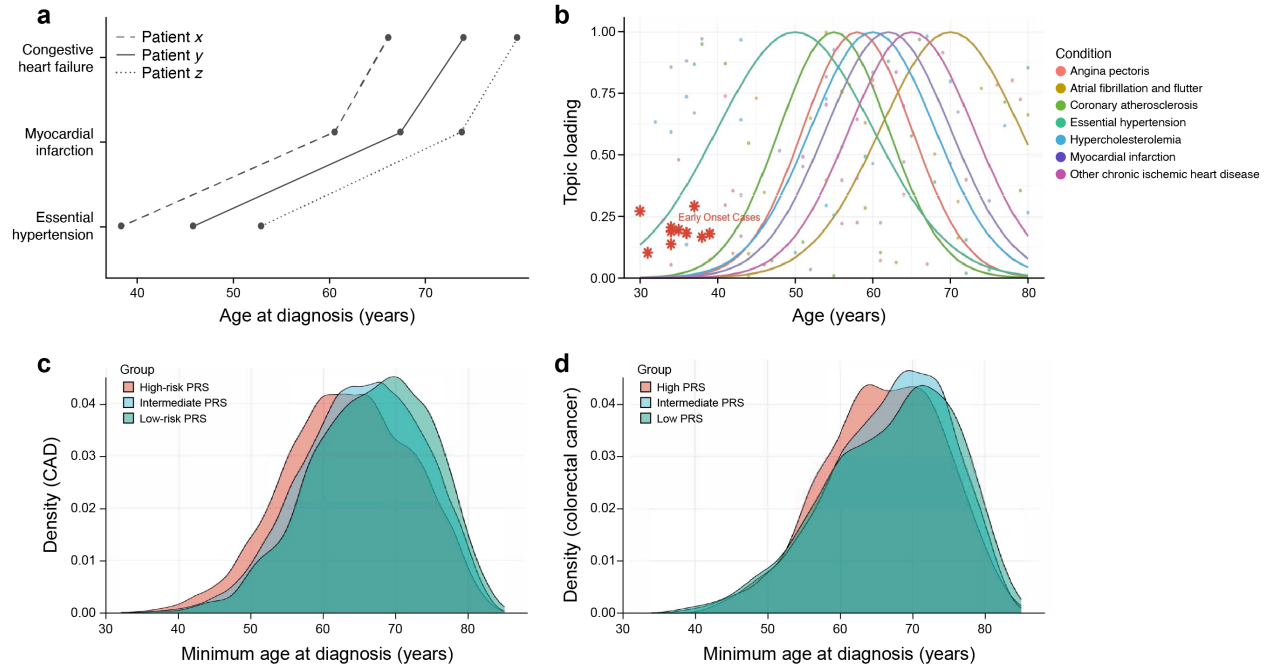 a
Patient x
Patient y
Patient z
Congestive
heart failure
Myocardial
infarction
Essential
hypertension
40
50
60
70
Age at diagnosis (years)
b
Topic loading
1.00
0.75
0.50
0.25
0.00
Early Onset Cases
30
40
50
60
70
80
Age (years)
Condition
Angina pectoris
Atrial fibrillation and flutter
Coronary atherosclerosis
Essential hypertension
Hypercholesterolemia
Myocardial infarction
Other chronic ischemic heart disease
c
Group
High-risk PRS
Intermediate PRS
Low-risk PRS
Density (CAD)
0.04
0.03
0.02
0.01
0.00
30
40
50
60
70
80
Minimum age at diagnosis (years)
d
Group
High PRS
Intermediate PRS
Low PRS
Density (colorectal cancer)
0.04
0.03
0.02
0.01
0.00
30
40
50
60
70
80
Minimum age at diagnosis (years)